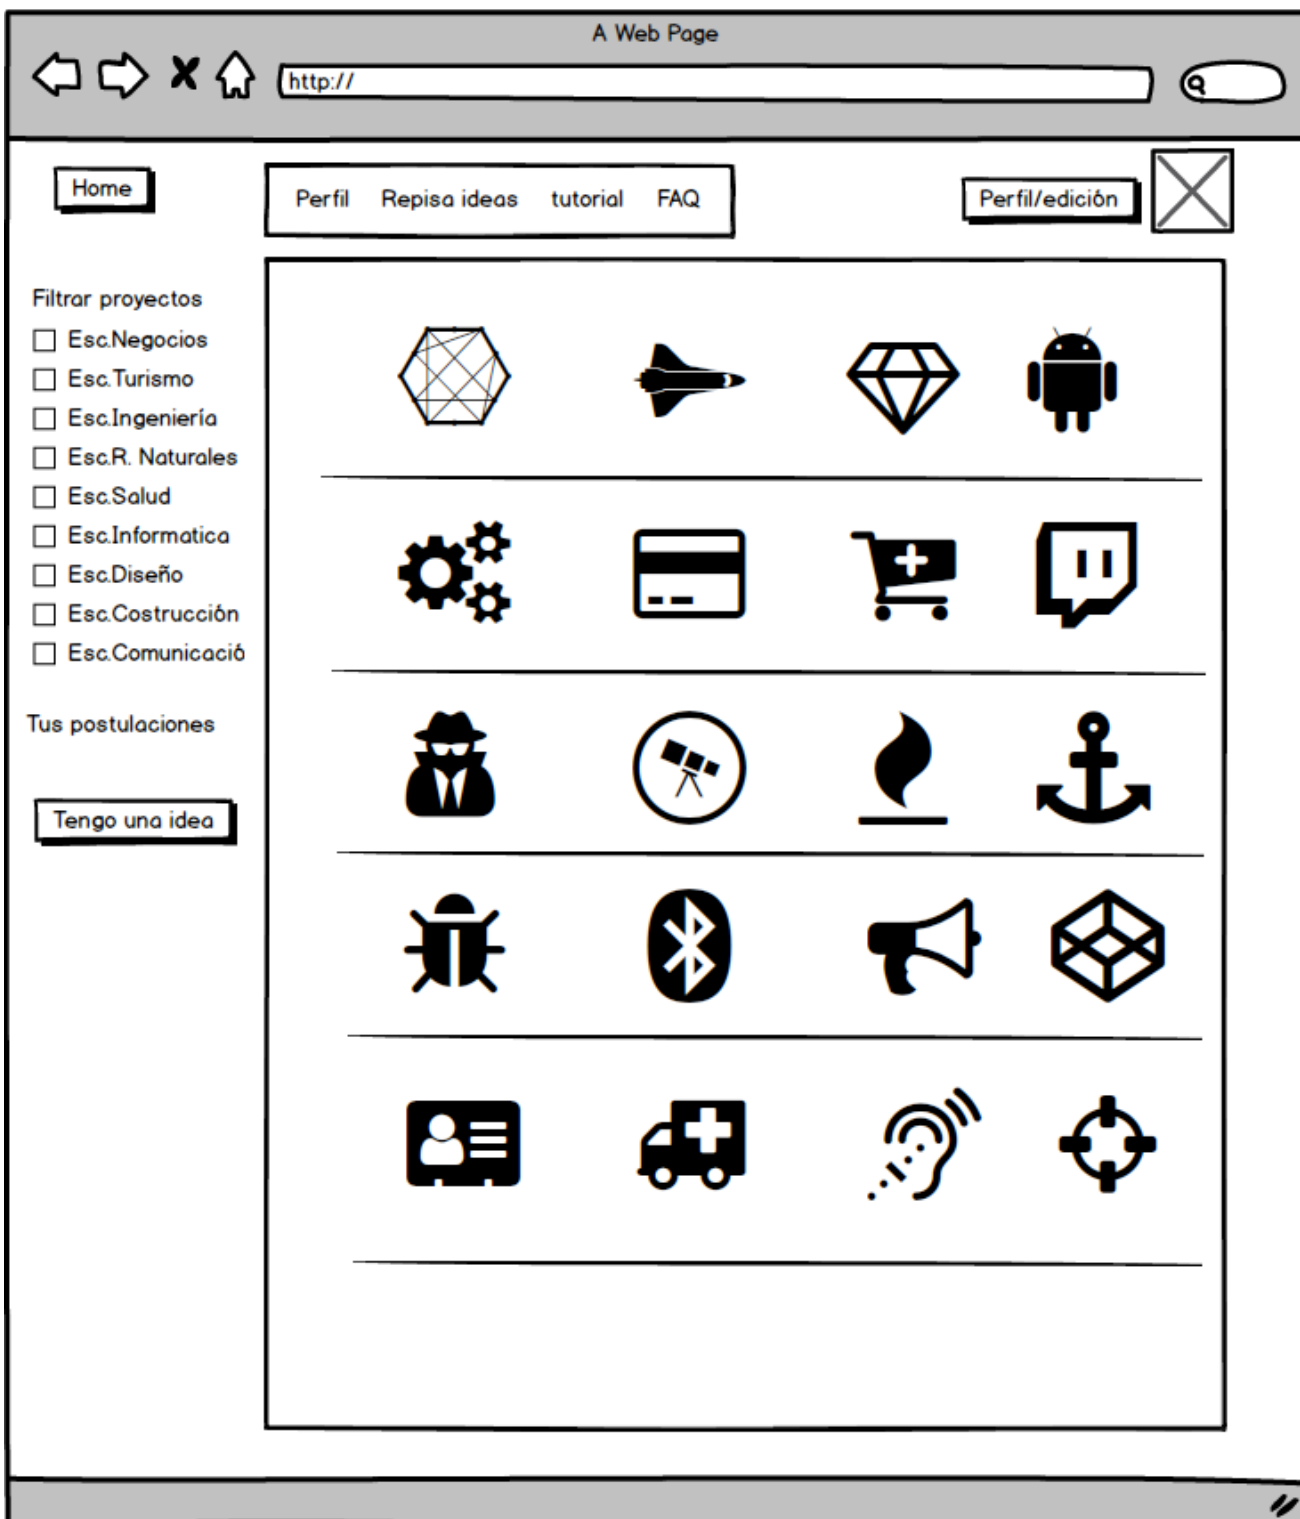 A Web Page
http://
Home
Perfil Repisa ideas tutorial FAQ
Perfil/edición
Filtrar proyectos
Esc.Negocios
Esc.Turismo
Esc.Ingeniería
Esc.R. Naturales
Esc.Salud
Esc.Informatica
Esc.Diseño
Esc.Costrucción
Esc.Comunicació
Tus postulaciones
Tengo una idea